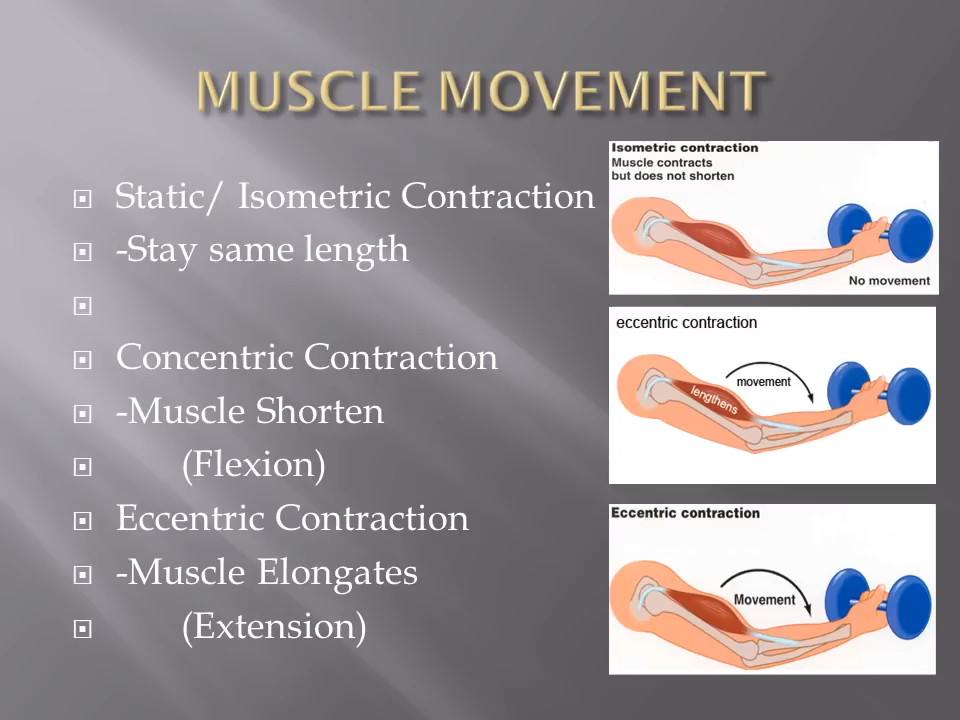 MUSCLE MOVEMENT
Static/ Isometric Contraction
-Stay same length
Concentric Contraction
-Muscle Shorten
(Flexion)
Eccentric Contraction
-Muscle Elongates
(Extension)
Isometric contraction
Muscle contracts
but does not shorten
No movement
eccentric contraction
movement
lengthens
Eccentric contraction
Movement